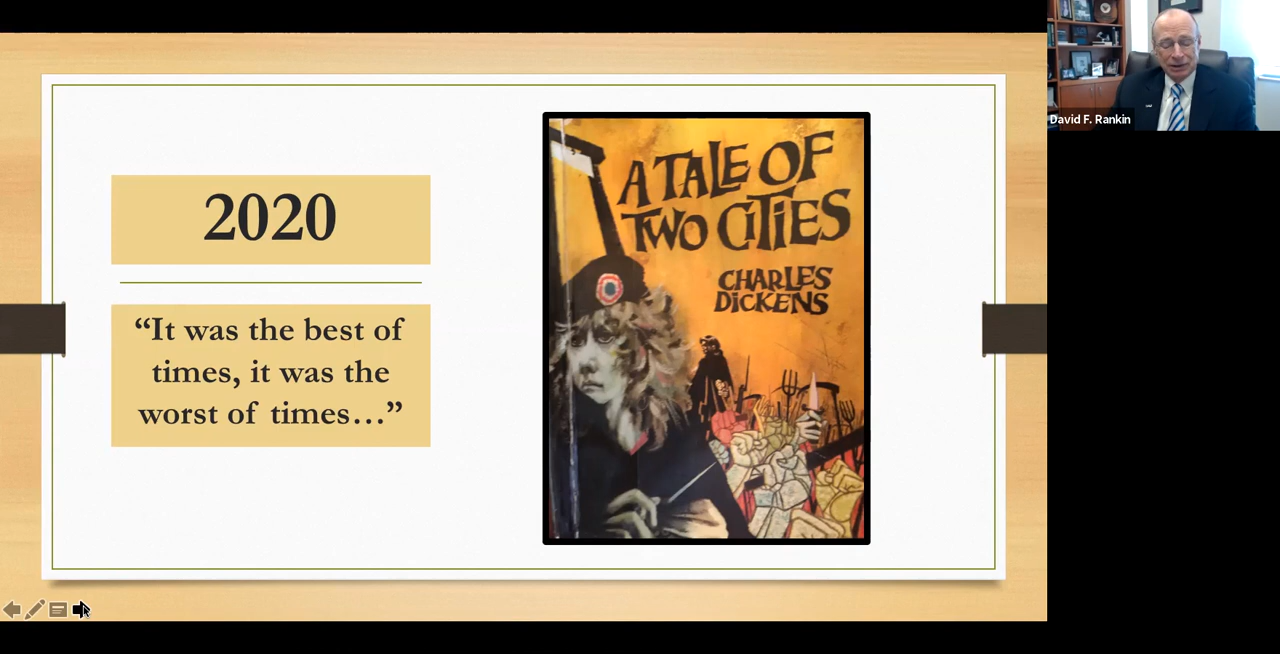 2020
“It was the best of
times, it was the
worst of times…”
A TALE OF
TWO CITIES
CHARLES
DICKENS
David F. Rankin